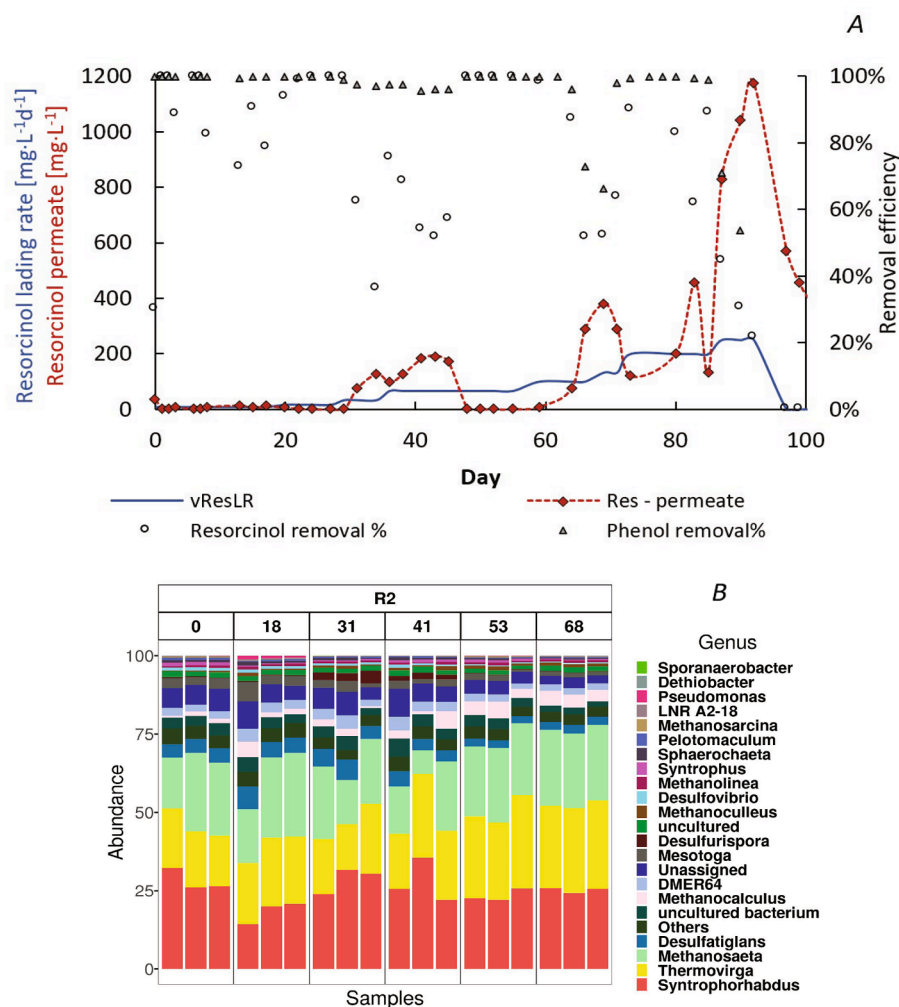 A
Resorcinol lading rate [mg·L⁻¹d⁻¹]
Resorcinol permeate [mg·L⁻¹]
1200
1000
800
600
400
200
0
100%
80%
60%
40%
20%
0%
Removal efficiency
0 20 40 60 80 100
Day
vResLR
Res - permeate
Resorcinol removal %
Phenol removal%
B
R2
0 18 31 41 53 68
Abundance
100
75
50
25
0
Samples
Genus
Sporanaerobacter
Dethiobacter
Pseudomonas
LNR A2-18
Methanosarcina
Pelotomaculum
Sphaerochaeta
Syntrophus
Methanolinea
Desulfovibrio
Methanoculleus
uncultured
Desulfurispora
Mesotoga
Unassigned
DMER64
Methanocalculus
uncultured bacterium
Others
Desulfatiglans
Methanosaeta
Thermovirga
Syntrophorhabdus